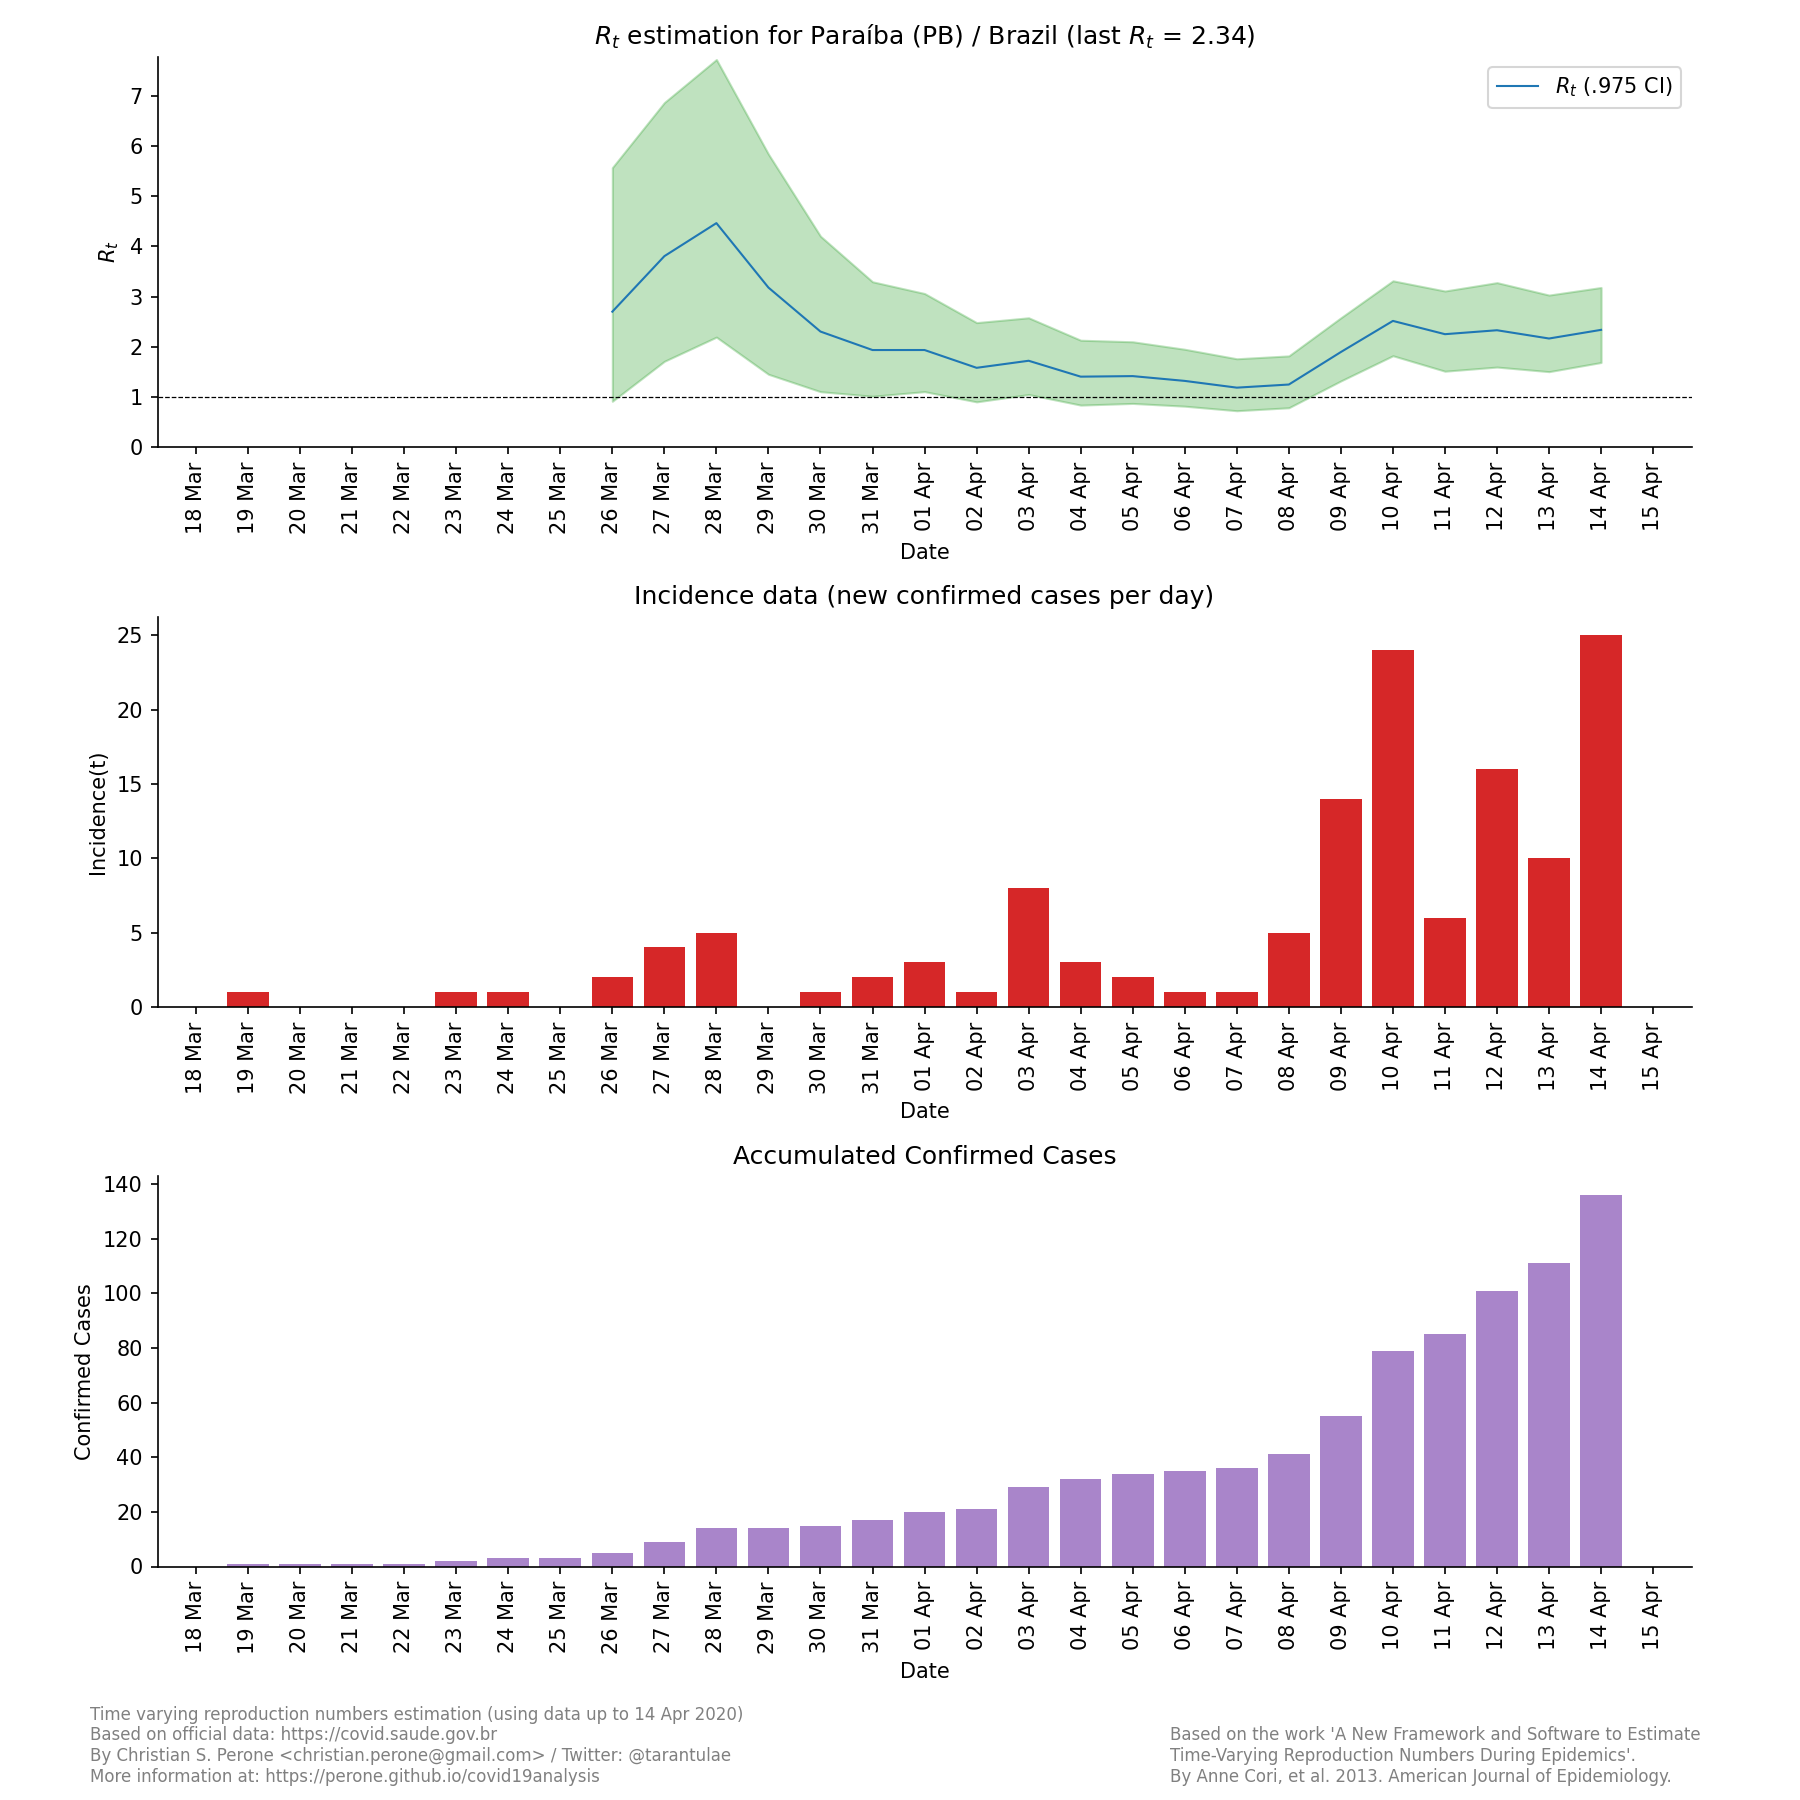 R_t estimation for Paraíba (PB) / Brazil (last R_t = 2.34)
R_t (.975 CI)
R_t
7
6
5
4
3
2
1
0
18 Mar 19 Mar 20 Mar 21 Mar 22 Mar 23 Mar 24 Mar 25 Mar 26 Mar 27 Mar 28 Mar 29 Mar 30 Mar 31 Mar 01 Apr 02 Apr 03 Apr 04 Apr 05 Apr 06 Apr 07 Apr 08 Apr 09 Apr 10 Apr 11 Apr 12 Apr 13 Apr 14 Apr 15 Apr
Date
Incidence data (new confirmed cases per day)
Incidence(t)
25
20
15
10
5
0
18 Mar 19 Mar 20 Mar 21 Mar 22 Mar 23 Mar 24 Mar 25 Mar 26 Mar 27 Mar 28 Mar 29 Mar 30 Mar 31 Mar 01 Apr 02 Apr 03 Apr 04 Apr 05 Apr 06 Apr 07 Apr 08 Apr 09 Apr 10 Apr 11 Apr 12 Apr 13 Apr 14 Apr 15 Apr
Date
Accumulated Confirmed Cases
Confirmed Cases
140
120
100
80
60
40
20
0
18 Mar 19 Mar 20 Mar 21 Mar 22 Mar 23 Mar 24 Mar 25 Mar 26 Mar 27 Mar 28 Mar 29 Mar 30 Mar 31 Mar 01 Apr 02 Apr 03 Apr 04 Apr 05 Apr 06 Apr 07 Apr 08 Apr 09 Apr 10 Apr 11 Apr 12 Apr 13 Apr 14 Apr 15 Apr
Date
Time varying reproduction numbers estimation (using data up to 14 Apr 2020)
Based on official data: https://covid.saude.gov.br
By Christian S. Perone <christian.perone@gmail.com> / Twitter: @tarantulae
More information at: https://perone.github.io/covid19analysis
Based on the work 'A New Framework and Software to Estimate
Time-Varying Reproduction Numbers During Epidemics'.
By Anne Cori, et al. 2013. American Journal of Epidemiology.